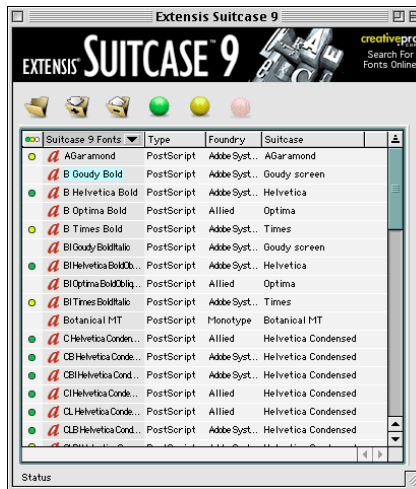 Extensis Suitcase 9
EXTENSIS® SUITCASE™ 9
creativepro
Search For
Fonts Online
Suitcase 9 Fonts Type Foundry Suitcase
a AGaramond PostScript Adobe Syst... AGaramond
a B Goudy Bold PostScript Adobe Syst... Goudy soreen
a B Helvetica Bold PostScript Adobe Syst... Helvetica
a B Optima Bold PostScript Allied Optima
a B Times Bold PostScript Adobe Syst... Times
a BI Goudy BoldItalic PostScript Adobe Syst... Goudy soreen
a BI Helvetica BoldOb... PostScript Adobe Syst... Helvetica
a BI Optima BoldObliq... PostScript Allied Optima
a BI Times BoldItalic PostScript Adobe Syst... Times
a Botanical MT PostScript Monotype Botanical MT
a C Helvetica Conden... PostScript Allied Helvetica Condensed
a CB Helvetica Conde... PostScript Adobe Syst... Helvetica Condensed
a CBI Helvetica Cond... PostScript Adobe Syst... Helvetica Condensed
a CI Helvetica Conde... PostScript Allied Helvetica Condensed
a CL Helvetica Conde... PostScript Allied Helvetica Condensed
a CLB Helvetica Cond... PostScript Adobe Syst... Helvetica Condensed
Status